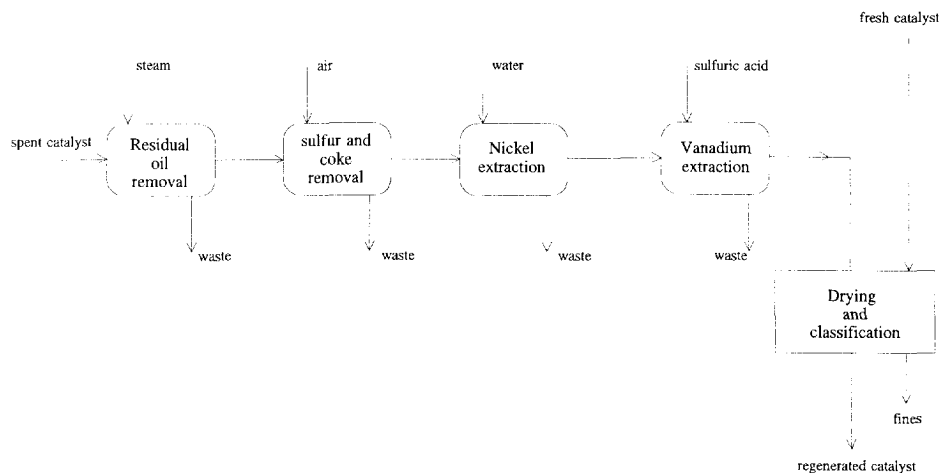 fresh catalyst
steam
air
water
sulfuric acid
spent catalyst
Residual
oil
removal
sulfur and
coke
removal
Nickel
extraction
Vanadium
extraction
waste
waste
waste
waste
Drying
and
classification
fines
regenerated catalyst